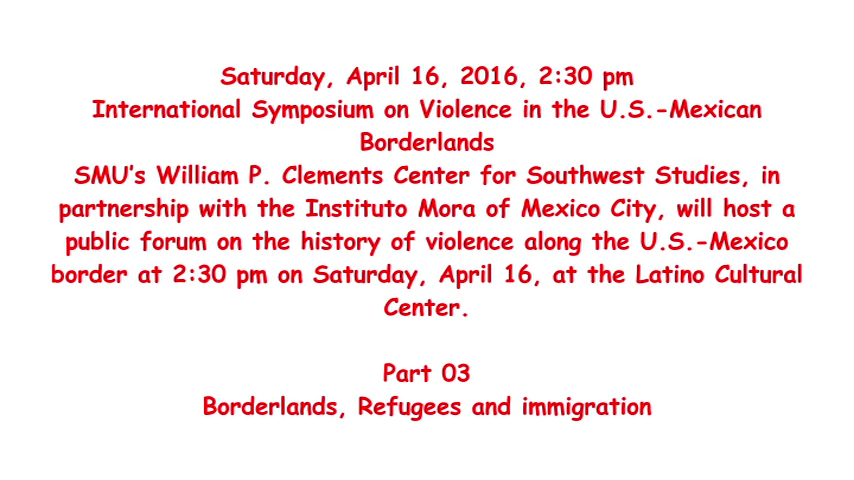 Saturday, April 16, 2016, 2:30 pm
International Symposium on Violence in the U.S.-Mexican
Borderlands
SMU's William P. Clements Center for Southwest Studies, in
partnership with the Instituto Mora of Mexico City, will host a
public forum on the history of violence along the U.S.-Mexico
border at 2:30 pm on Saturday, April 16, at the Latino Cultural
Center.
Part 03
Borderlands, Refugees and immigration